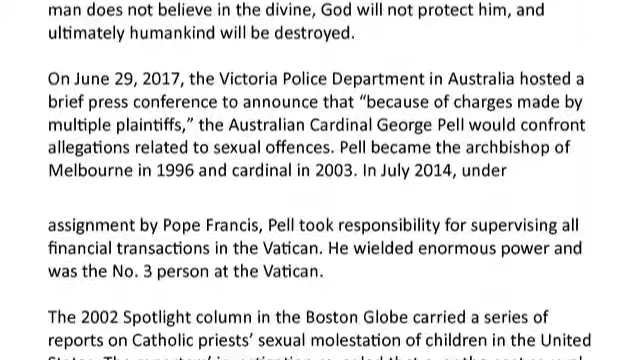 man does not believe in the divine, God will not protect him, and
ultimately humankind will be destroyed.
On June 29, 2017, the Victoria Police Department in Australia hosted a
brief press conference to announce that “because of charges made by
multiple plaintiffs,” the Australian Cardinal George Pell would confront
allegations related to sexual offences. Pell became the archbishop of
Melbourne in 1996 and cardinal in 2003. In July 2014, under
assignment by Pope Francis, Pell took responsibility for supervising all
financial transactions in the Vatican. He wielded enormous power and
was the No. 3 person at the Vatican.
The 2002 Spotlight column in the Boston Globe carried a series of
reports on Catholic priests’ sexual molestation of children in the United